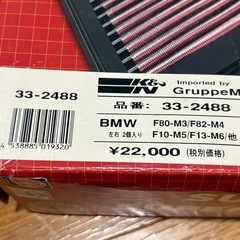 K&N
Imported by
GruppeM
33-2488
品番: 33-2488
BMW F80-M3/F82-M4
左右 2個入り F10-M5/F13-M6/他
¥22,000 (税別価格)
4 538885 019320